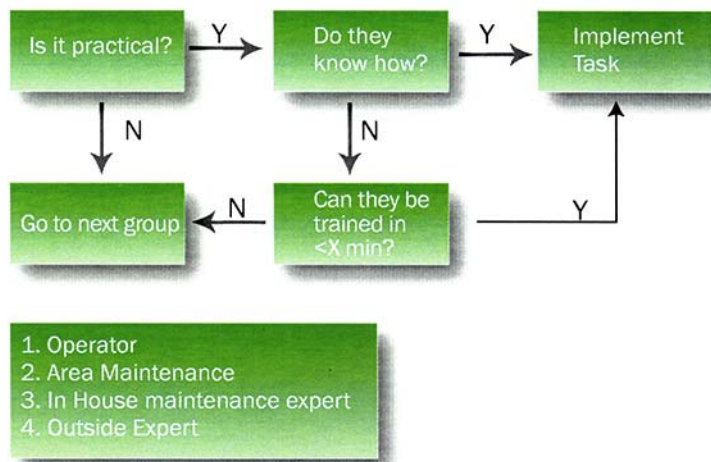 Is it practical?
Y
Do they
know how?
Y
Implement
Task
N
N
Go to next group
N
Can they be
trained in
<X min?
Y
1. Operator
2. Area Maintenance
3. In House maintenance expert
4. Outside Expert